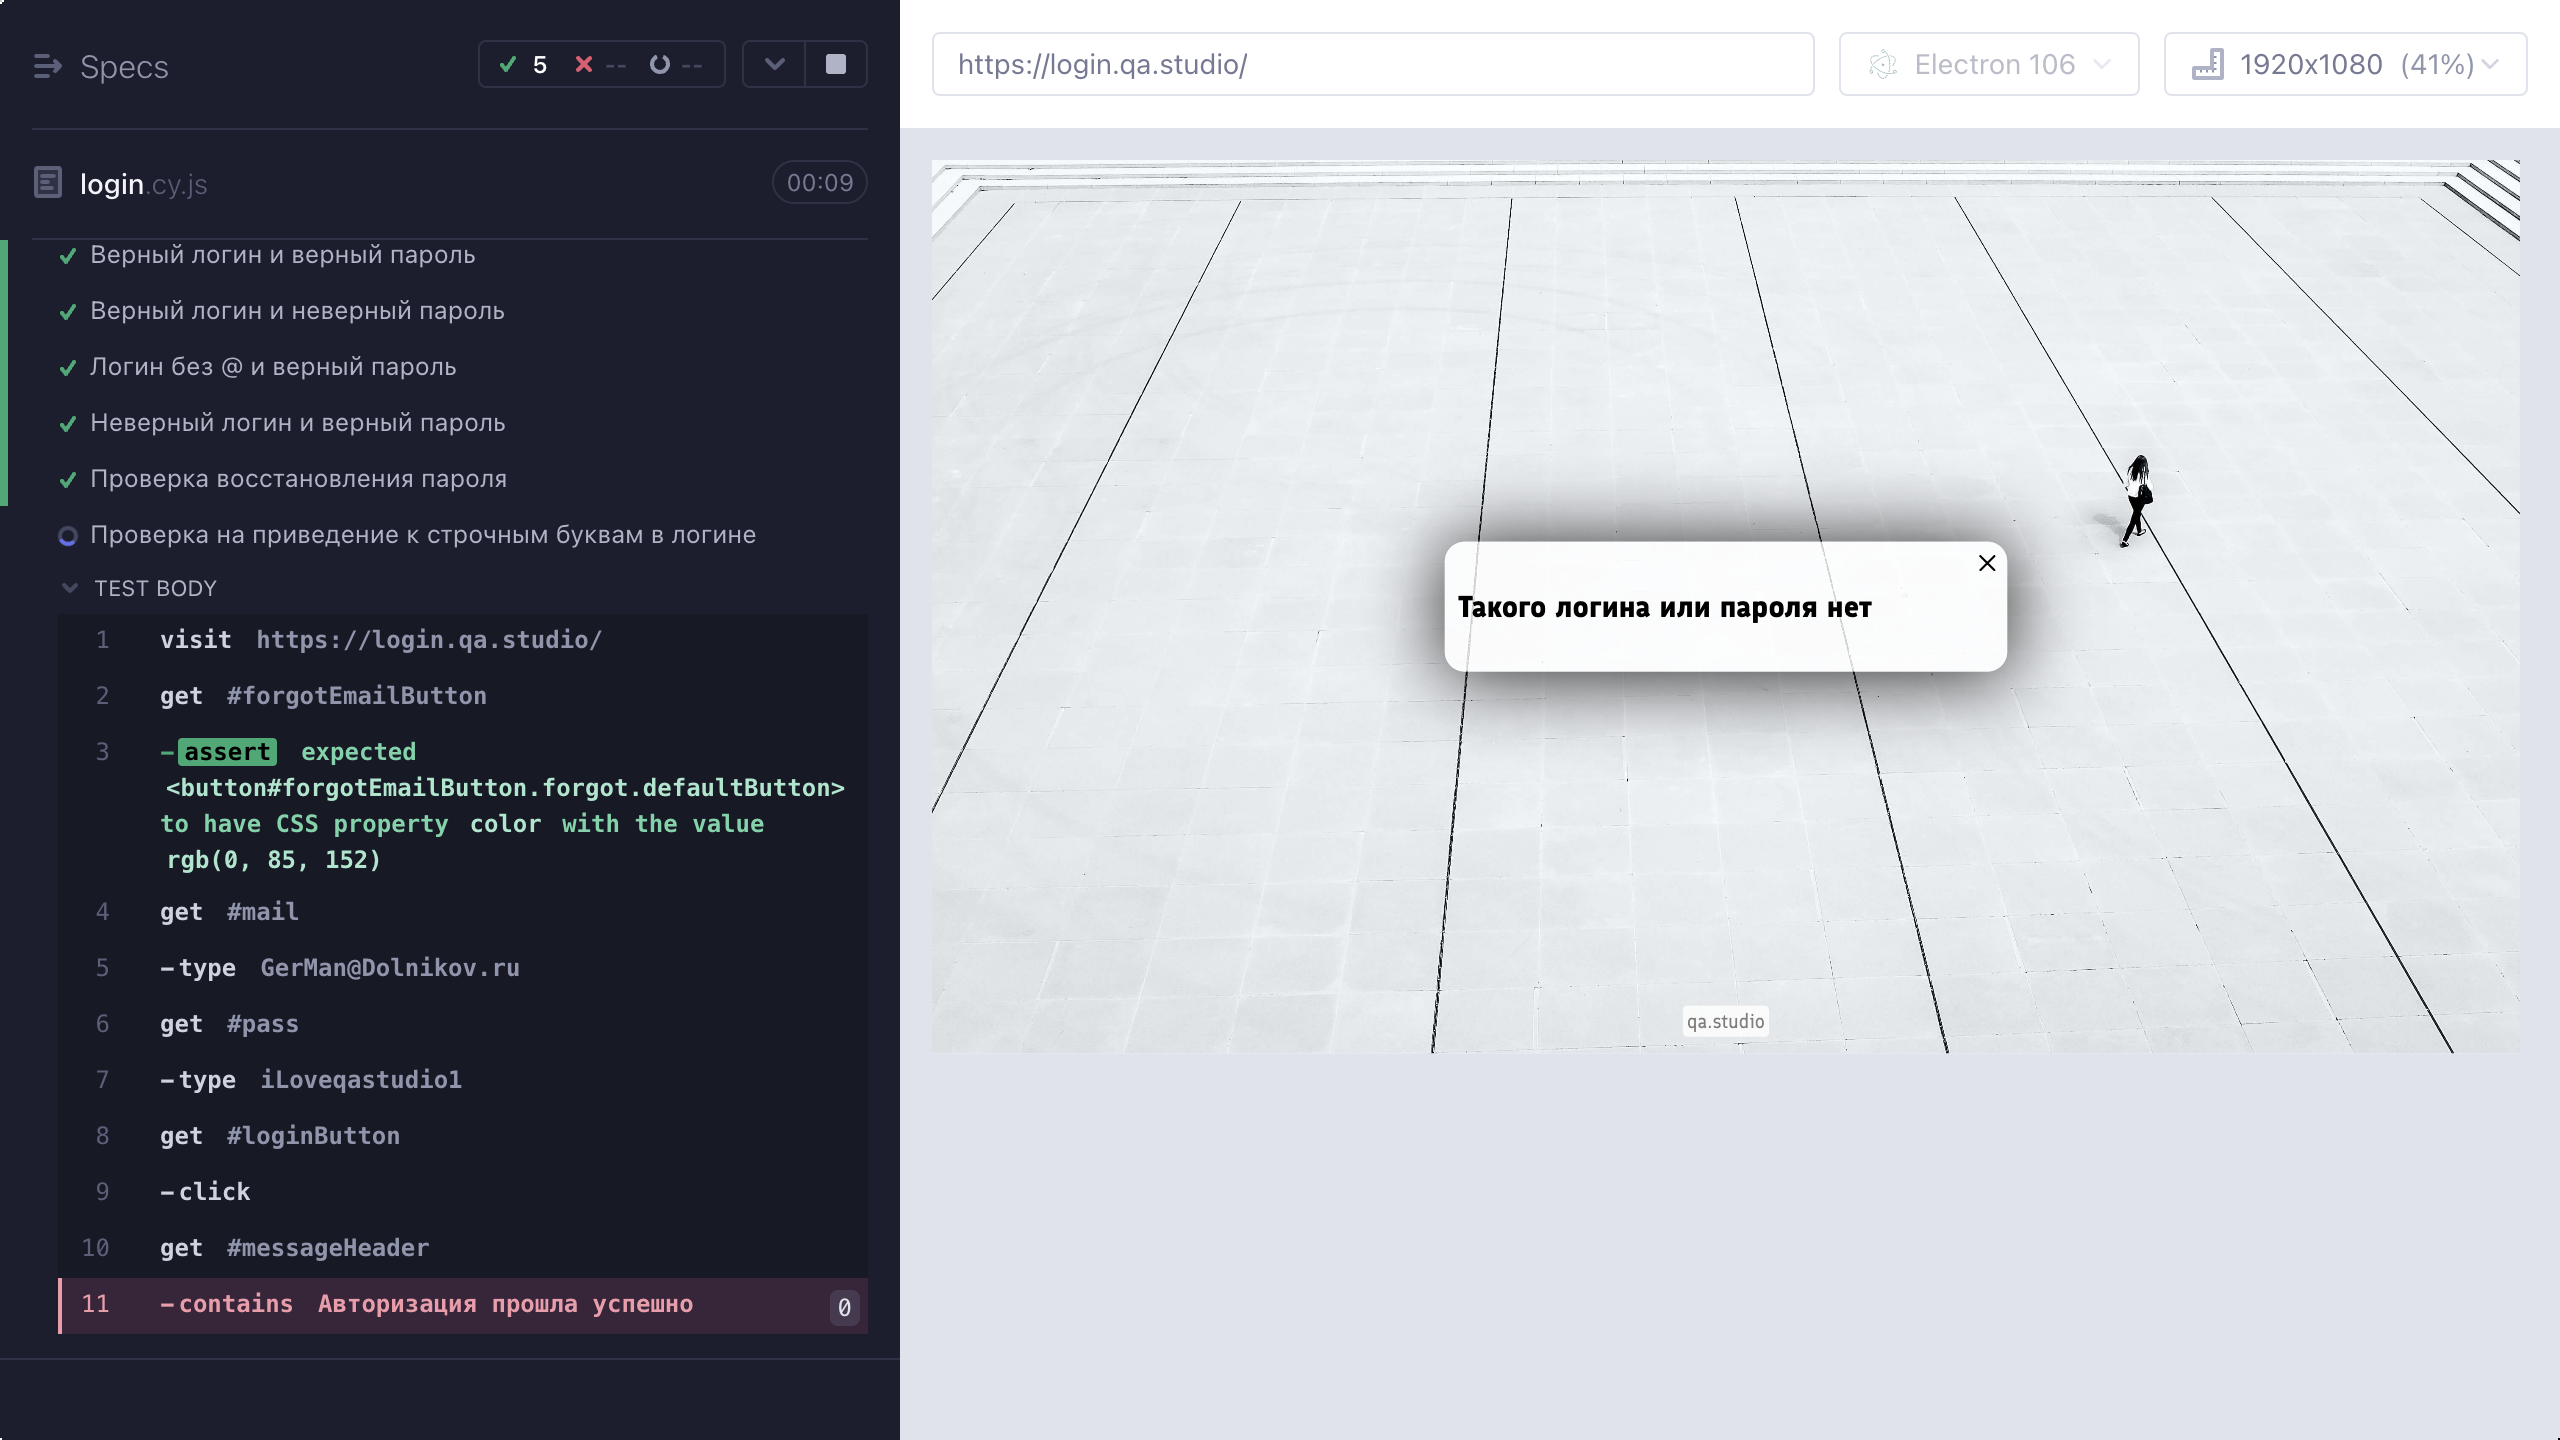 Specs
5 -- --
login.cy.js
00:09
Верный логин и верный пароль
Верный логин и неверный пароль
Логин без @ и верный пароль
Неверный логин и верный пароль
Проверка восстановления пароля
Проверка на приведение к строчным буквам в логине
TEST BODY
1 visit https://login.qa.studio/
2 get #forgotEmailButton
3 -assert expected
<button#forgotEmailButton.forgot.defaultButton>
to have CSS property color with the value
rgb(0, 85, 152)
4 get #mail
5 -type GerMan@Dolnikov.ru
6 get #pass
7 -type iLoveqastudio1
8 get #loginButton
9 -click
10 get #messageHeader
11 -contains Авторизация прошла успешно 0
https://login.qa.studio/
Electron 106
1920x1080 (41%)
Такого логина или пароля нет
qa.studio